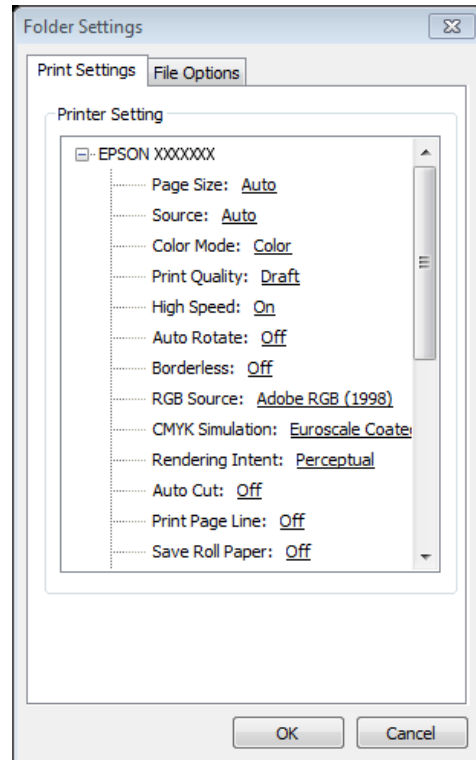 Folder Settings
Print Settings
File Options
Printer Setting
EPSON XXXXXXX
Page Size: Auto
Source: Auto
Color Mode: Color
Print Quality: Draft
High Speed: On
Auto Rotate: Off
Borderless: Off
RGB Source: Adobe RGB (1998)
CMYK Simulation: Euroscale Coate
Rendering Intent: Perceptual
Auto Cut: Off
Print Page Line: Off
Save Roll Paper: Off
OK
Cancel